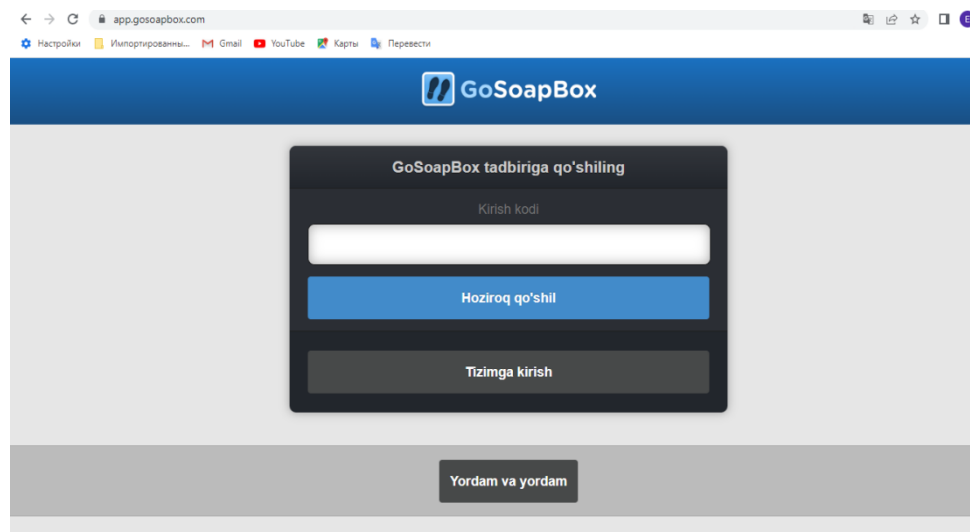 app.gosoapbox.com
Настройки Импортированны... Gmail YouTube Карты Перевести
GoSoapBox
GoSoapBox tadbiriga qo'shiling
Kirish kodi
Hoziroq qo'shil
Tizimga kirish
Yordam va yordam